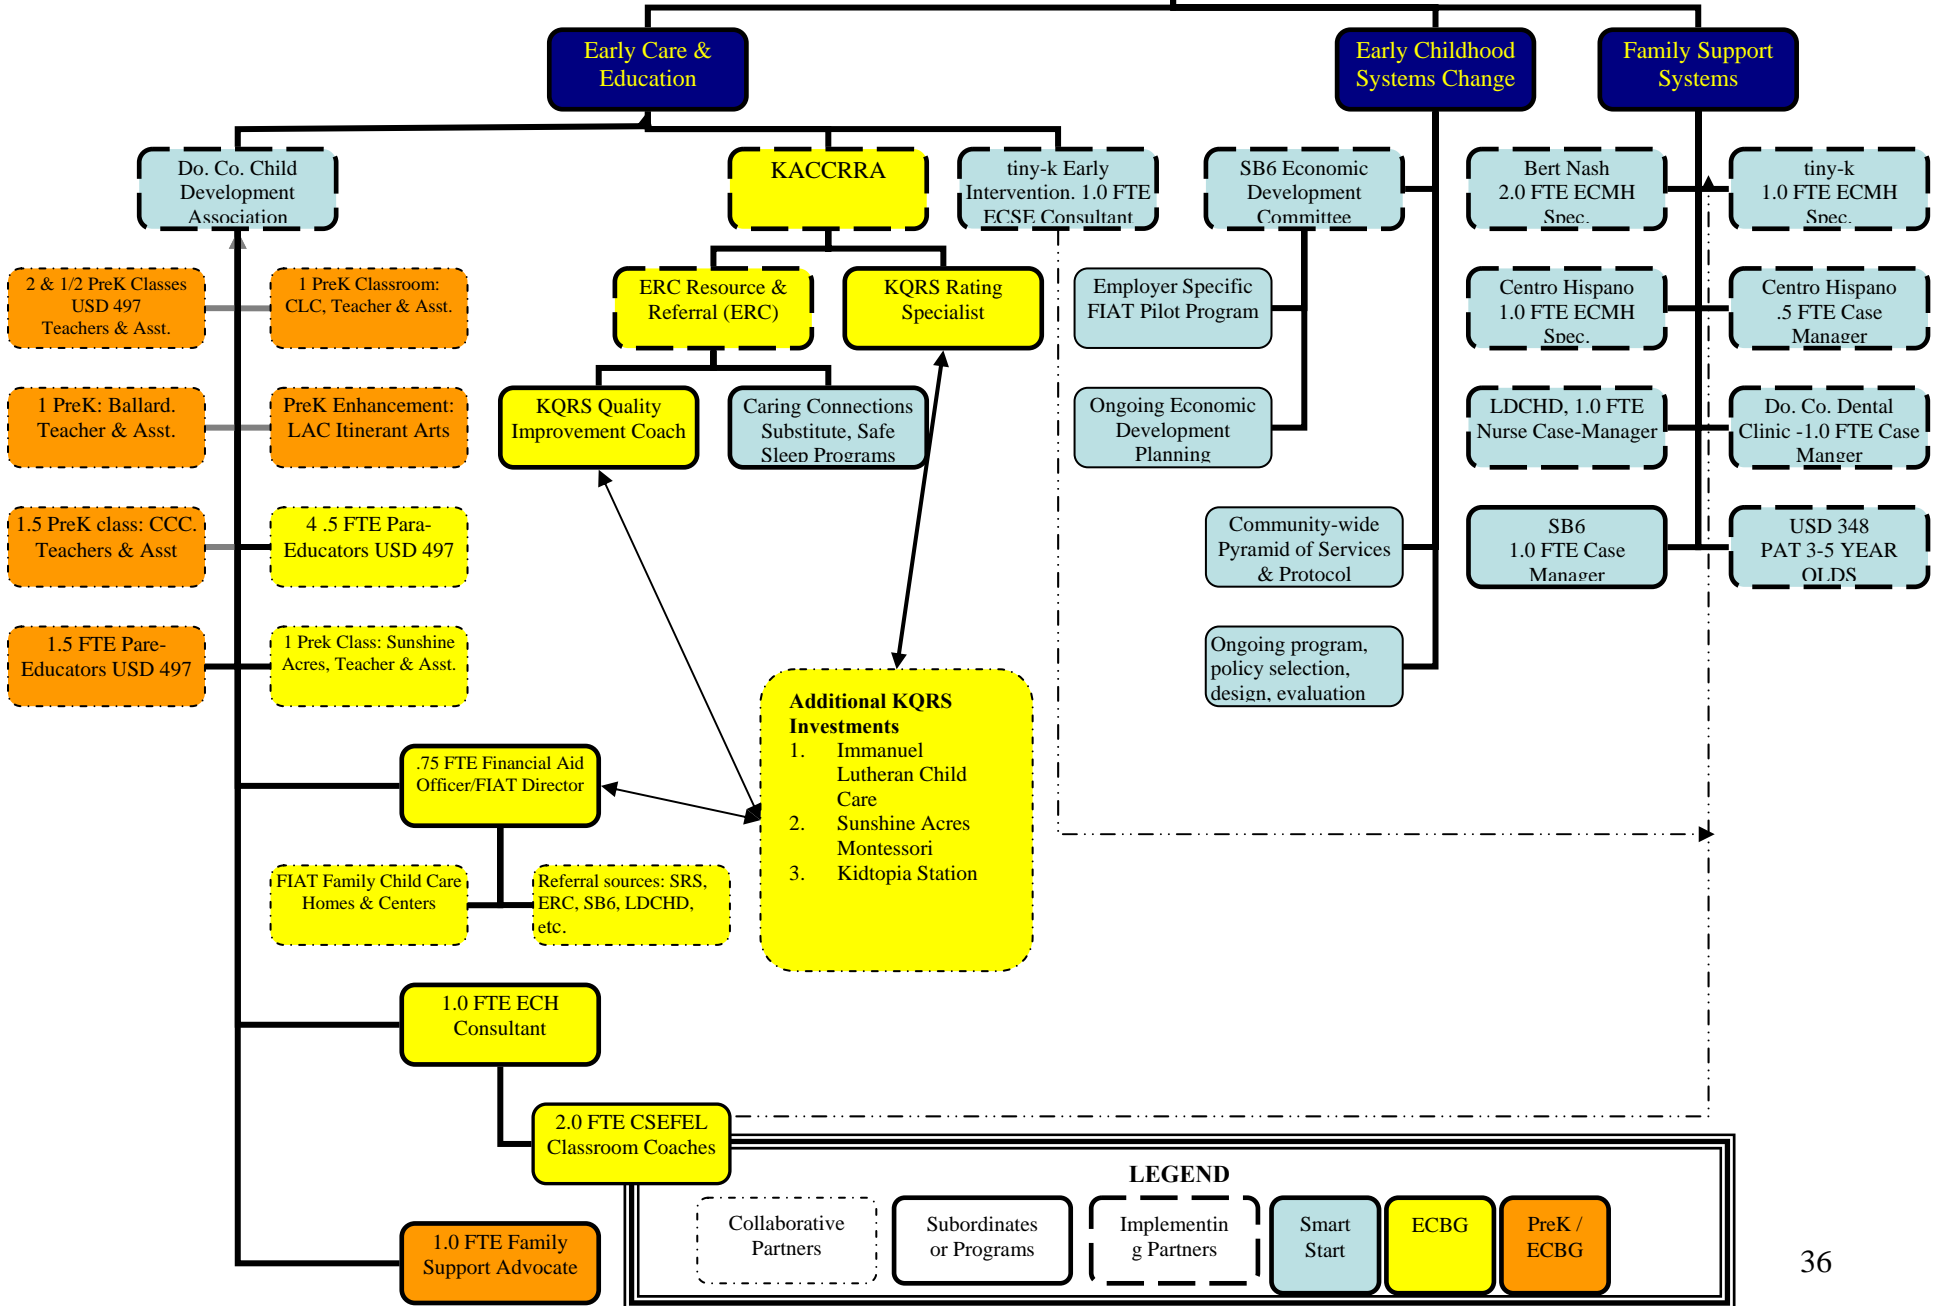 Early Care &
Education
Early Childhood
Systems Change
Family Support
Systems
Do. Co. Child
Development
Association
KACCRRA
tiny-k Early
Intervention. 1.0 FTE
ECSE Consultant
SB6 Economic
Development
Committee
Bert Nash
2.0 FTE ECMH
Spec.
tiny-k
1.0 FTE ECMH
Spec.
2 & 1/2 PreK Classes
USD 497
Teachers & Asst.
1 PreK Classroom:
CLC, Teacher & Asst.
ERC Resource &
Referral (ERC)
KQRS Rating
Specialist
Employer Specific
FIAT Pilot Program
Centro Hispano
1.0 FTE ECMH
Spec.
Centro Hispano
.5 FTE Case
Manager
1 PreK: Ballard.
Teacher & Asst.
PreK Enhancement:
LAC Itinerant Arts
KQRS Quality
Improvement Coach
Caring Connections
Substitute, Safe
Sleep Programs
Ongoing Economic
Development
Planning
LDCHD, 1.0 FTE
Nurse Case-Manager
Do. Co. Dental
Clinic -1.0 FTE Case
Manger
1.5 PreK class: CCC.
Teachers & Asst
4 .5 FTE Para-
Educators USD 497
Community-wide
Pyramid of Services
& Protocol
SB6
1.0 FTE Case
Manager
USD 348
PAT 3-5 YEAR
OLDS
1.5 FTE Pare-
Educators USD 497
1 Prek Class: Sunshine
Acres, Teacher & Asst.
Ongoing program,
policy selection,
design, evaluation
Additional KQRS
Investments
1. Immanuel
Lutheran Child
Care
2. Sunshine Acres
Montessori
3. Kidtopia Station
.75 FTE Financial Aid
Officer/FIAT Director
FIAT Family Child Care
Homes & Centers
Referral sources: SRS,
ERC, SB6, LDCHD,
etc.
1.0 FTE ECH
Consultant
2.0 FTE CSEFEL
Classroom Coaches
1.0 FTE Family
Support Advocate
LEGEND
Collaborative
Partners
Subordinates
or Programs
Implementin
g Partners
Smart
Start
ECBG
PreK /
ECBG
36